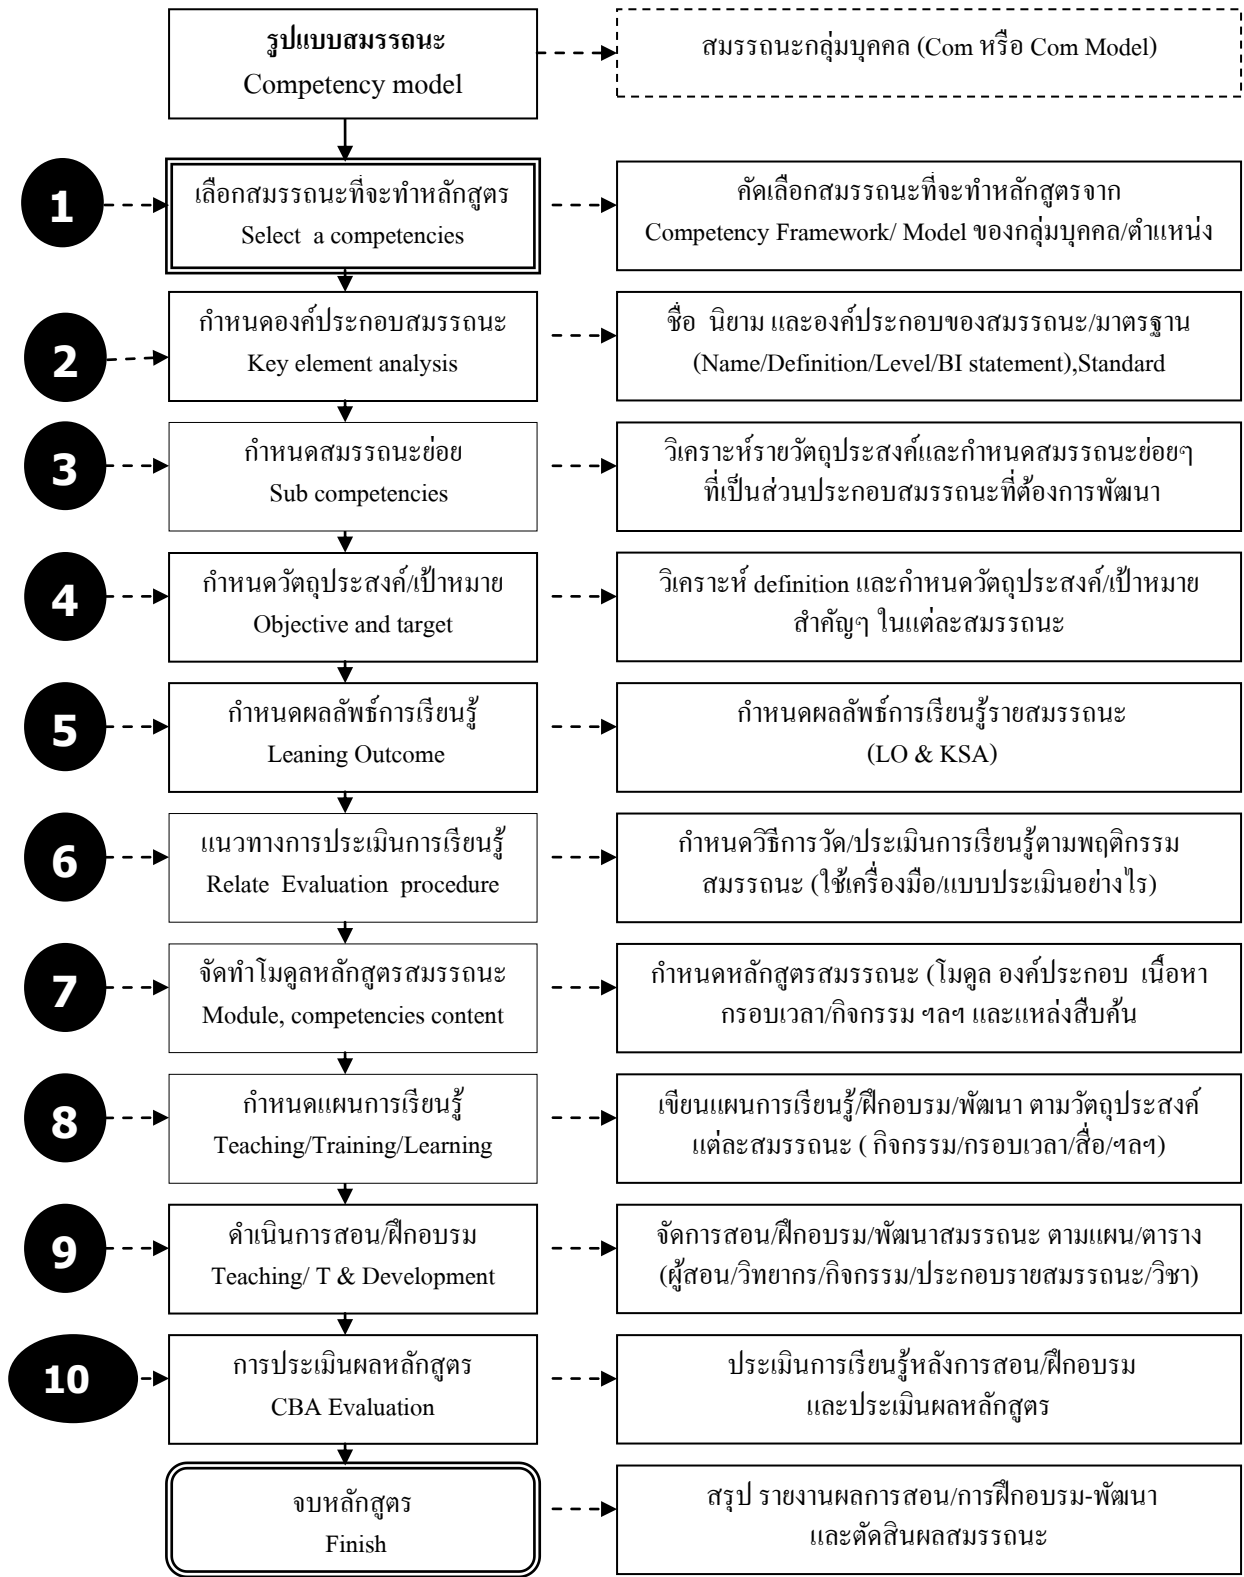 รูปแบบสมรรถนะ
Competency model
สมรรถนะกลุ่มบุคคล (Com หรือ Com Model)
1
เลือกสมรรถนะที่จะทำหลักสูตร
Select a competencies
คัดเลือกสมรรถนะที่จะทำหลักสูตรจาก
Competency Framework/ Model ของกลุ่มบุคคล/ตำแหน่ง
2
กำหนดองค์ประกอบสมรรถนะ
Key element analysis
ชื่อ นิยาม และองค์ประกอบของสมรรถนะ/มาตรฐาน
(Name/Definition/Level/BI statement),Standard
3
กำหนดสมรรถนะย่อย
Sub competencies
วิเคราะห์รายวัตถุประสงค์และกำหนดสมรรถนะย่อยๆ
ที่เป็นส่วนประกอบสมรรถนะที่ต้องการพัฒนา
4
กำหนดวัตถุประสงค์/เป้าหมาย
Objective and target
วิเคราะห์ definition และกำหนดวัตถุประสงค์/เป้าหมาย
สำคัญๆ ในแต่ละสมรรถนะ
5
กำหนดผลลัพธ์การเรียนรู้
Leaning Outcome
กำหนดผลลัพธ์การเรียนรู้รายสมรรถนะ
(LO & KSA)
6
แนวทางการประเมินการเรียนรู้
Relate Evaluation procedure
กำหนดวิธีการวัด/ประเมินการเรียนรู้ตามพฤติกรรม
สมรรถนะ (ใช้เครื่องมือ/แบบประเมินอย่างไร)
7
จัดทำโมดูลหลักสูตรสมรรถนะ
Module, competencies content
กำหนดหลักสูตรสมรรถนะ (โมดูล องค์ประกอบ เนื้อหา
กรอบเวลา/กิจกรรม ฯลฯ และแหล่งสืบค้น
8
กำหนดแผนการเรียนรู้
Teaching/Training/Learning
เขียนแผนการเรียนรู้/ฝึกอบรม/พัฒนา ตามวัตถุประสงค์
แต่ละสมรรถนะ ( กิจกรรม/กรอบเวลา/สื่อ/ฯลฯ)
9
ดำเนินการสอน/ฝึกอบรม
Teaching/ T & Development
จัดการสอน/ฝึกอบรม/พัฒนาสมรรถนะ ตามแผน/ตาราง
(ผู้สอน/วิทยากร/กิจกรรม/ประกอบรายสมรรถนะ/วิชา)
10
การประเมินผลหลักสูตร
CBA Evaluation
ประเมินการเรียนรู้หลังการสอน/ฝึกอบรม
และประเมินผลหลักสูตร
จบหลักสูตร
Finish
สรุป รายงานผลการสอน/การฝึกอบรม-พัฒนา
และตัดสินผลสมรรถนะ